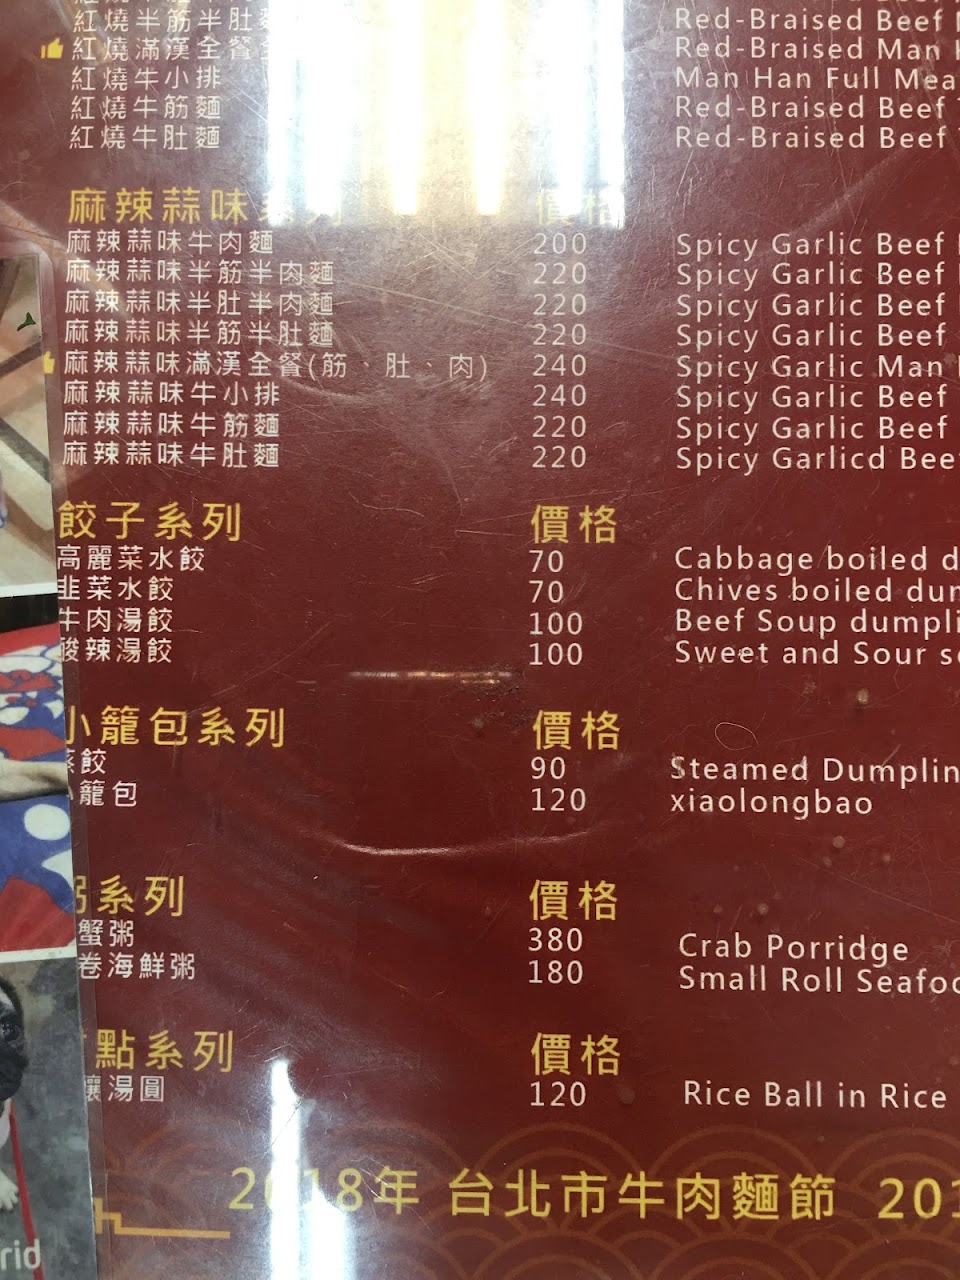 紅燒半筋半肚 Red-Braised Beef
紅燒滿漢全餐 Red-Braised Man
紅燒牛小排 Man Han Full Mea
紅燒牛筋麵 Red-Braised Beef
紅燒牛肚麵 Red-Braised Beef
麻辣蒜味系列 價格
麻辣蒜味牛肉麵 200 Spicy Garlic Beef
麻辣蒜味半筋半肉麵 220 Spicy Garlic Beef
麻辣蒜味半肚半肉麵 220 Spicy Garlic Beef
麻辣蒜味半筋半肚麵 220 Spicy Garlic Beef
麻辣蒜味滿漢全餐(筋、肚、肉) 240 Spicy Garlic Man
麻辣蒜味牛小排 240 Spicy Garlic Beef
麻辣蒜味牛筋麵 220 Spicy Garlic Beef
麻辣蒜味牛肚麵 220 Spicy Garlicd Bee
餃子系列 價格
高麗菜水餃 70 Cabbage boiled d
韭菜水餃 70 Chives boiled du
牛肉湯餃 100 Beef Soup dumpli
酸辣湯餃 100 Sweet and Sour s
小籠包系列 價格
蒸餃 90 Steamed Dumplin
籠包 120 xiaolongbao
粥系列 價格
蟹粥 380 Crab Porridge
卷海鮮粥 180 Small Roll Seafo
點系列 價格
湯圓 120 Rice Ball in Rice
2018年 台北市牛肉麵節 201
rid